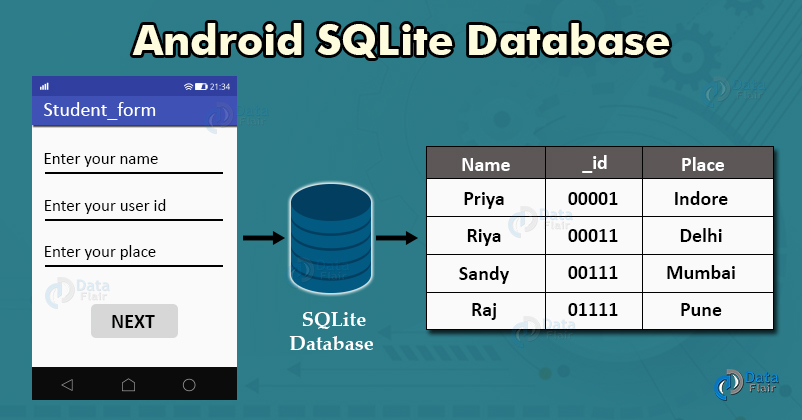 Android SQLite Database
21:34
Student_form
Enter your name
Enter your user id
Enter your place
NEXT
SQLite
Database
Name _id Place
Priya 00001 Indore
Riya 00011 Delhi
Sandy 00111 Mumbai
Raj 01111 Pune
Data
Flair